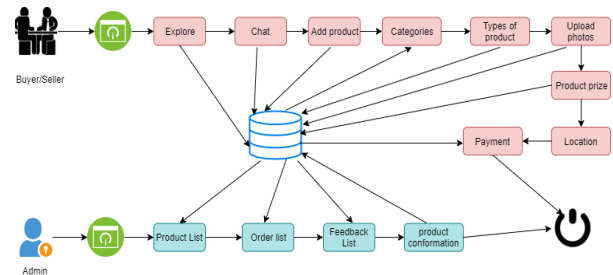 Explore
Chat
Add product
Categories
Types of
product
Upload
photos
Buyer/Seller
Product prize
Payment
Location
Product List
Order list
Feedback
List
product
conformation
Admin